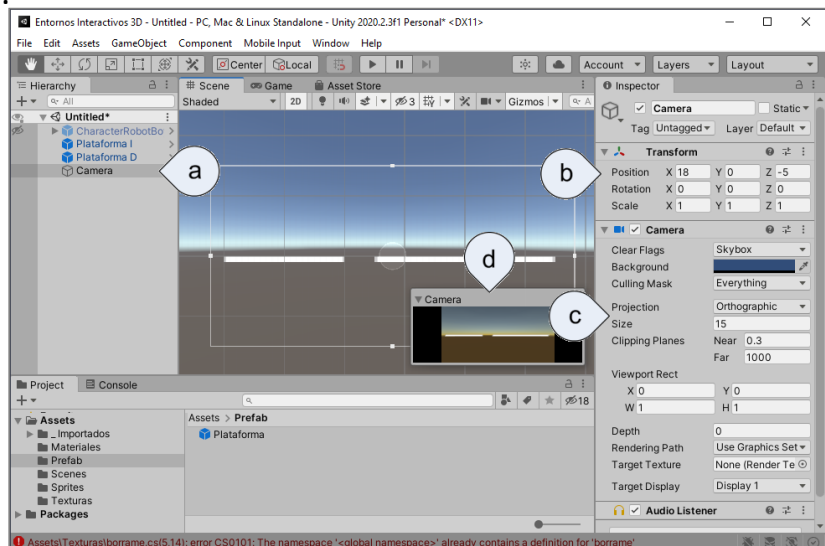 Entornos Interactivos 3D - Untitled - PC, Mac & Linux Standalone - Unity 2020.2.3f1 Personal* <DX11>
File Edit Assets GameObject Component Mobile Input Window Help
Center Local Account Layers Layout
Hierarchy
All
Untitled*
CharacterRobotBo
Plataforma I
Plataforma D
Camera
a
Scene Game Asset Store
Shaded 2D 3 Gizmos A
d
Camera
Inspector
Camera Static
Tag Untagged Layer Default
Transform
b
Position X 18 Y 0 Z -5
Rotation X 0 Y 0 Z 0
Scale X 1 Y 1 Z 1
Camera
Clear Flags Skybox
Background
Culling Mask Everything
Projection Orthographic
c
Size 15
Clipping Planes Near 0.3
Far 1000
Viewport Rect
X 0 Y 0
W 1 H 1
Depth 0
Rendering Path Use Graphics Set
Target Texture None (Render Te
Target Display Display 1
Audio Listener
Project Console
18
Assets
_Importados
Materiales
Prefab
Scenes
Sprites
Texturas
Packages
Assets > Prefab
Plataforma
Assets\Texturas\borrame.cs(5,14): error CS0101: The namespace '<global namespace>' already contains a definition for 'borrame'